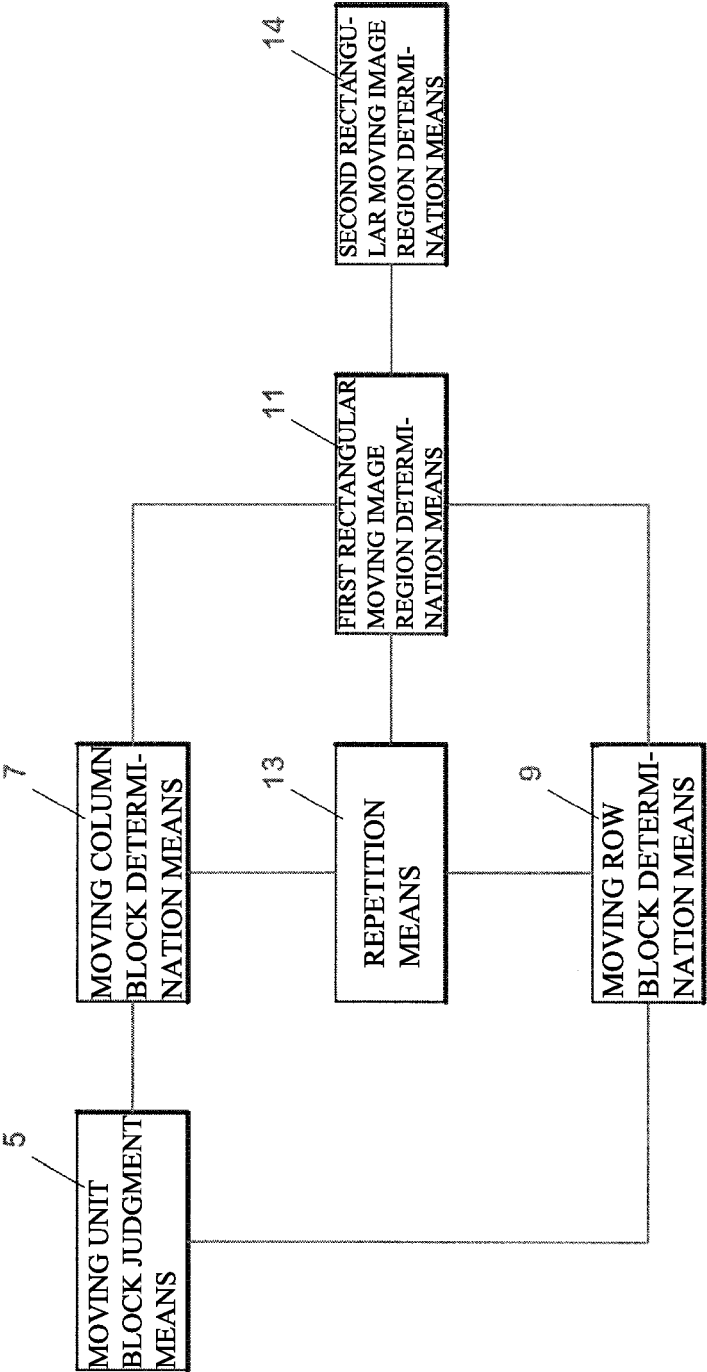 5
MOVING UNIT
BLOCK JUDGMENT
MEANS
7
MOVING COLUMN
BLOCK DETERMI-
NATION MEANS
13
REPETITION
MEANS
9
MOVING ROW
BLOCK DETERMI-
NATION MEANS
11
FIRST RECTANGULAR
MOVING IMAGE
REGION DETERMI-
NATION MEANS
14
SECOND RECTANGU-
LAR MOVING IMAGE
REGION DETERMI-
NATION MEANS